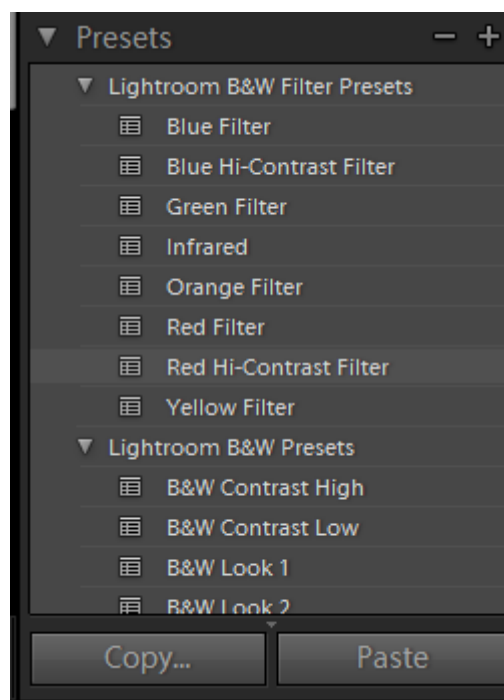 Presets
Lightroom B&W Filter Presets
Blue Filter
Blue Hi-Contrast Filter
Green Filter
Infrared
Orange Filter
Red Filter
Red Hi-Contrast Filter
Yellow Filter
Lightroom B&W Presets
B&W Contrast High
B&W Contrast Low
B&W Look 1
B&W Look 2
Copy...
Paste